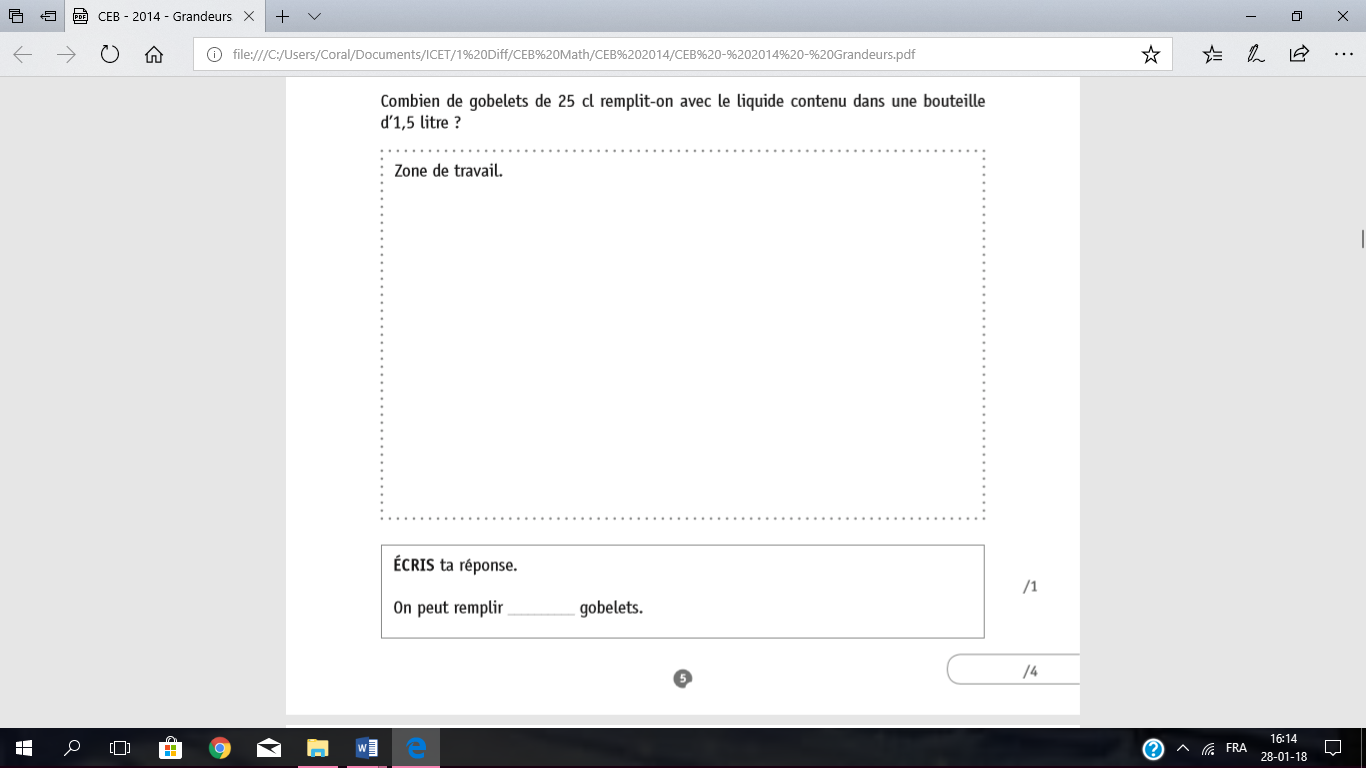 CEB - 2014 - Grandeurs
file:///C:/Users/Coral/Documents/ICET/1%20Diff/CEB%20Math/CEB%202014/CEB%20-%202014%20-%20Grandeurs.pdf
Combien de gobelets de 25 cl remplit-on avec le liquide contenu dans une bouteille
d'1,5 litre ?
Zone de travail.
ÉCRIS ta réponse.
On peut remplir ________ gobelets.
/1
5
/4
FRA
16:14
28-01-18